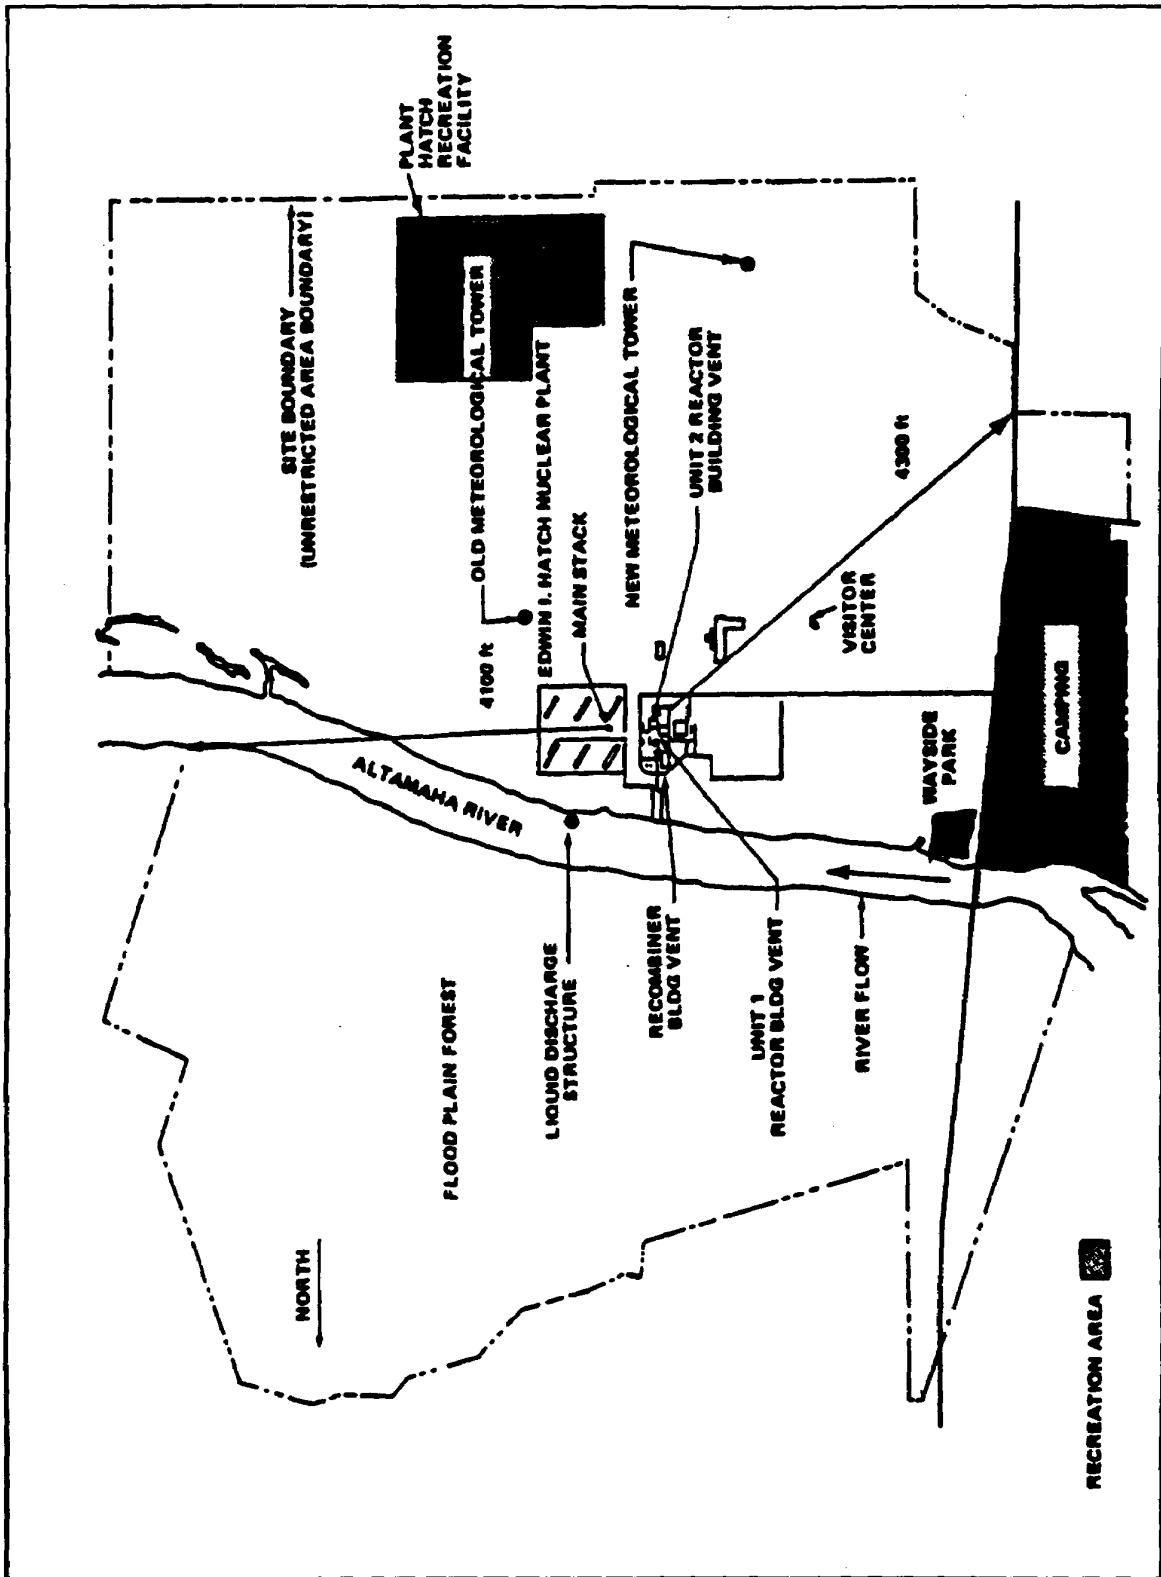 PLANT
HATCH
RECREATION
FACILITY
SITE BOUNDARY
(UNRESTRICTED AREA BOUNDARY)
OLD METEOROLOGICAL TOWER
EDWIN I. HATCH NUCLEAR PLANT
MAIN STACK
4100 ft
NEW METEOROLOGICAL TOWER
UNIT 2 REACTOR
BUILDING VENT
4300 ft
VISITOR
CENTER
ALTAMAHA RIVER
WAYSIDE
PARK
CAMPING
LIQUID DISCHARGE
STRUCTURE
RECOMBINER
BLDG VENT
UNIT 1
REACTOR BLDG VENT
RIVER FLOW
FLOOD PLAIN FOREST
NORTH
RECREATION AREA